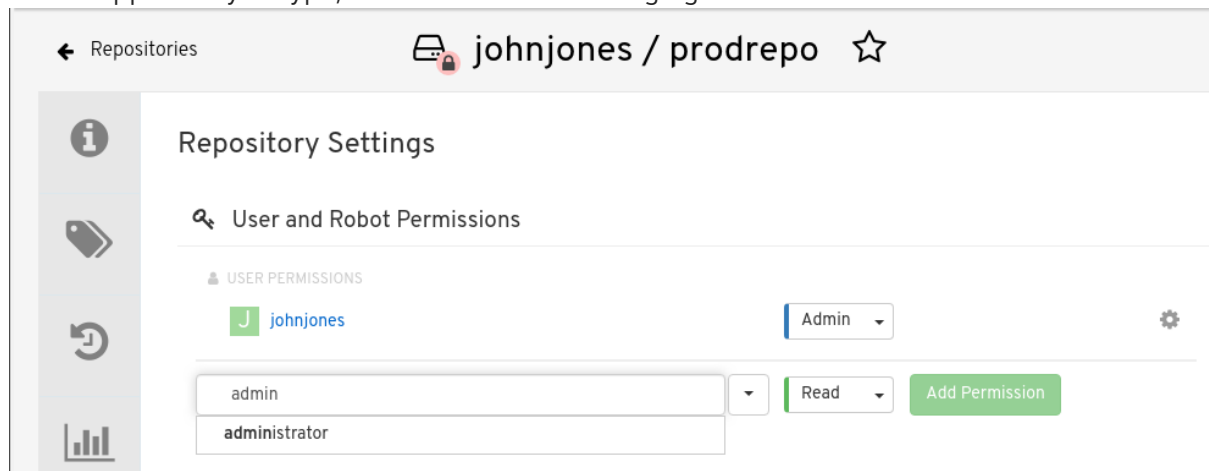 Repositories
johnjones / prodrepo
Repository Settings
User and Robot Permissions
USER PERMISSIONS
J johnjones Admin
admin Read Add Permission
administrator